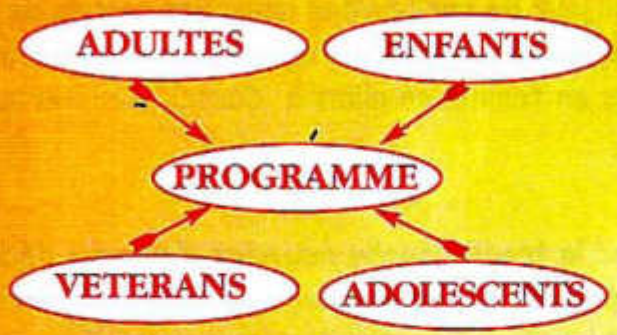 ADULTES
ENFANTS
PROGRAMME
VETERANS
ADOLESCENTS